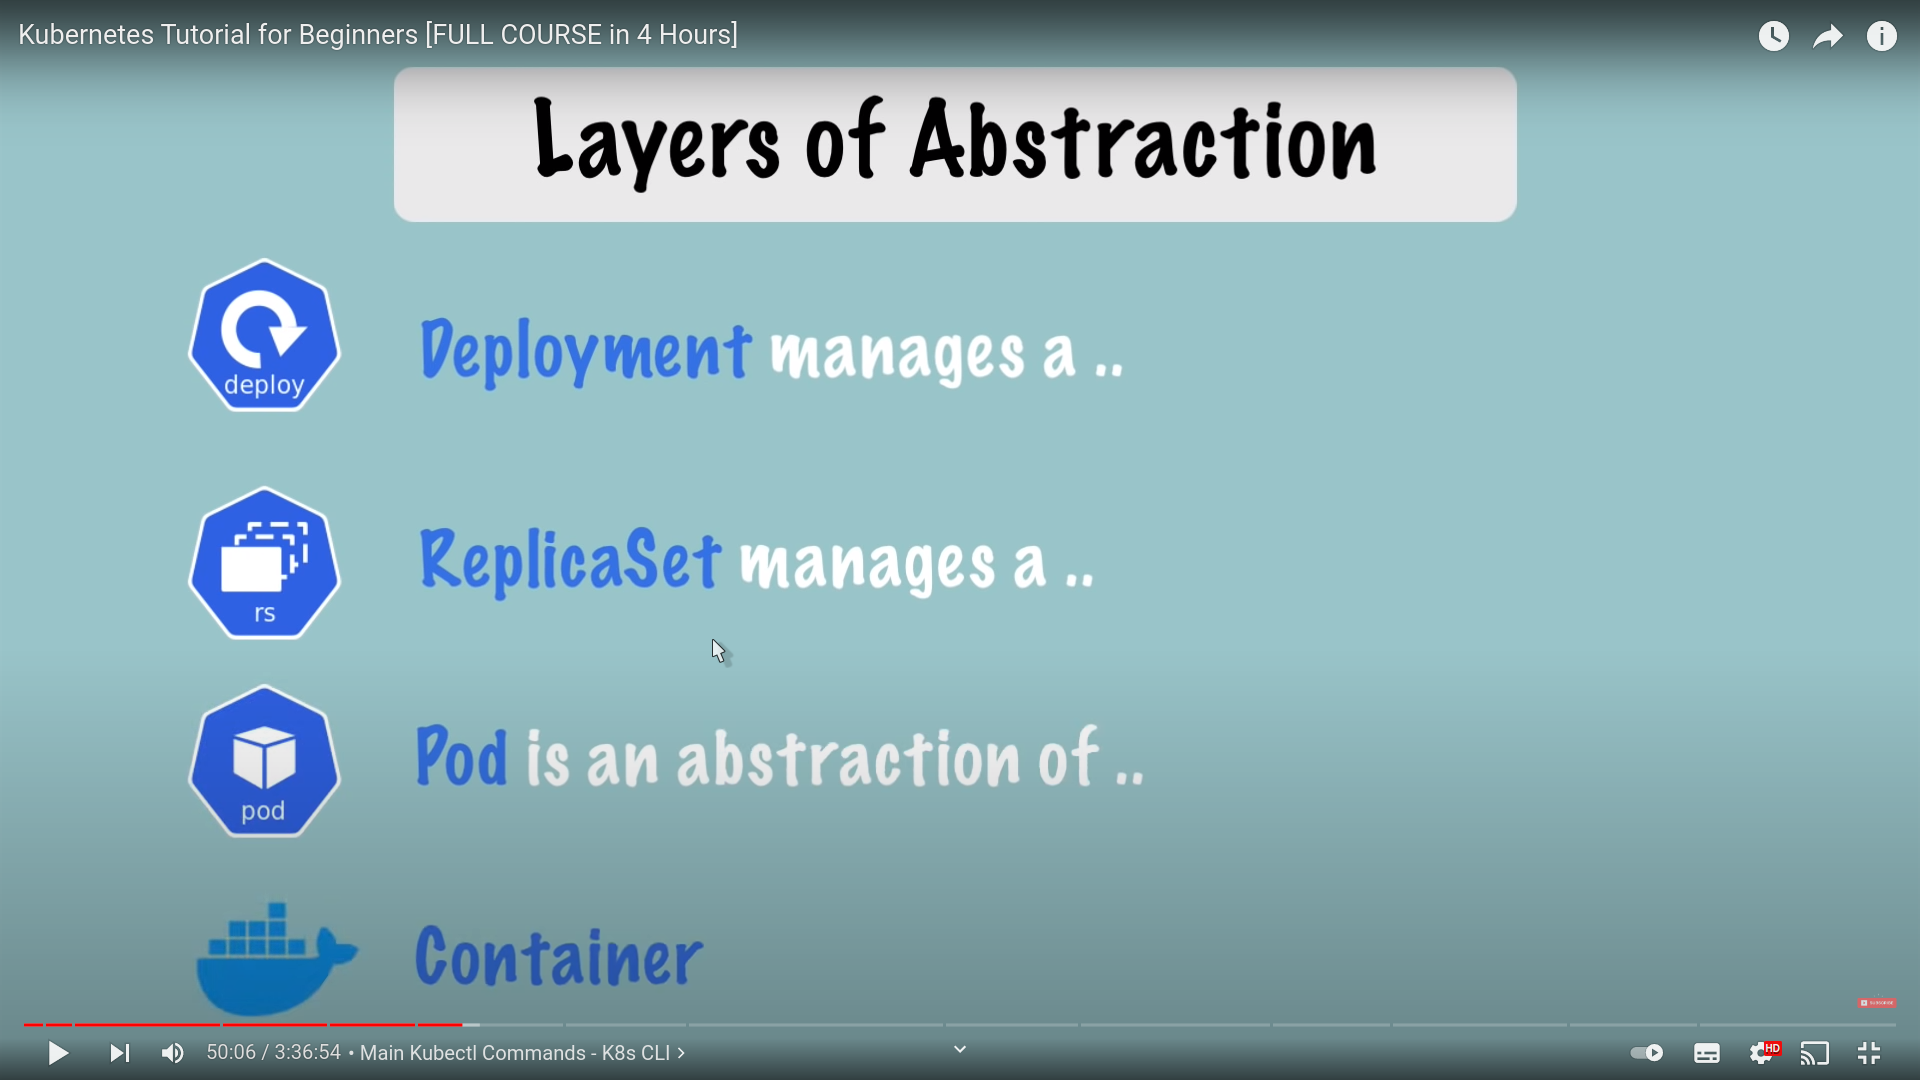 Kubernetes Tutorial for Beginners [FULL COURSE in 4 Hours]
Layers of Abstraction
deploy
Deployment manages a ..
rs
ReplicaSet manages a ..
pod
Pod is an abstraction of ..
Container
SUBSCRIBE
50:06 / 3:36:54 • Main Kubectl Commands - K8s CLI
HD